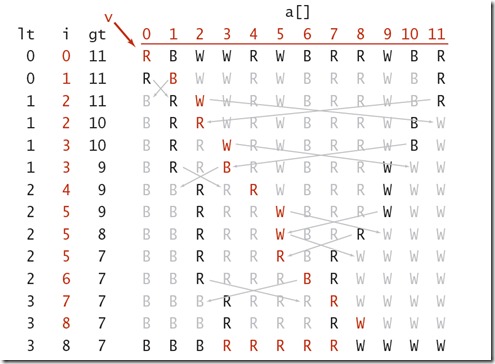 a[]
v
lt i gt 0 1 2 3 4 5 6 7 8 9 10 11
0 0 11 R B W W R W B R R W B R
0 1 11 R B W W R W B R R W B R
1 2 11 B R W W R W B R R W B R
1 2 10 B R R W R W B R R W B W
1 3 10 B R R W R W B R R W B W
1 3 9 B R R B R W B R R W W W
2 4 9 B B R R R W B R R W W W
2 5 9 B B R R R W B R R W W W
2 5 8 B B R R R W B R R W W W
2 5 7 B B R R R R B R W W W W
2 6 7 B B R R R R B R W W W W
3 7 7 B B B R R R R R W W W W
3 8 7 B B B R R R R R W W W W
3 8 7 B B B R R R R R W W W W